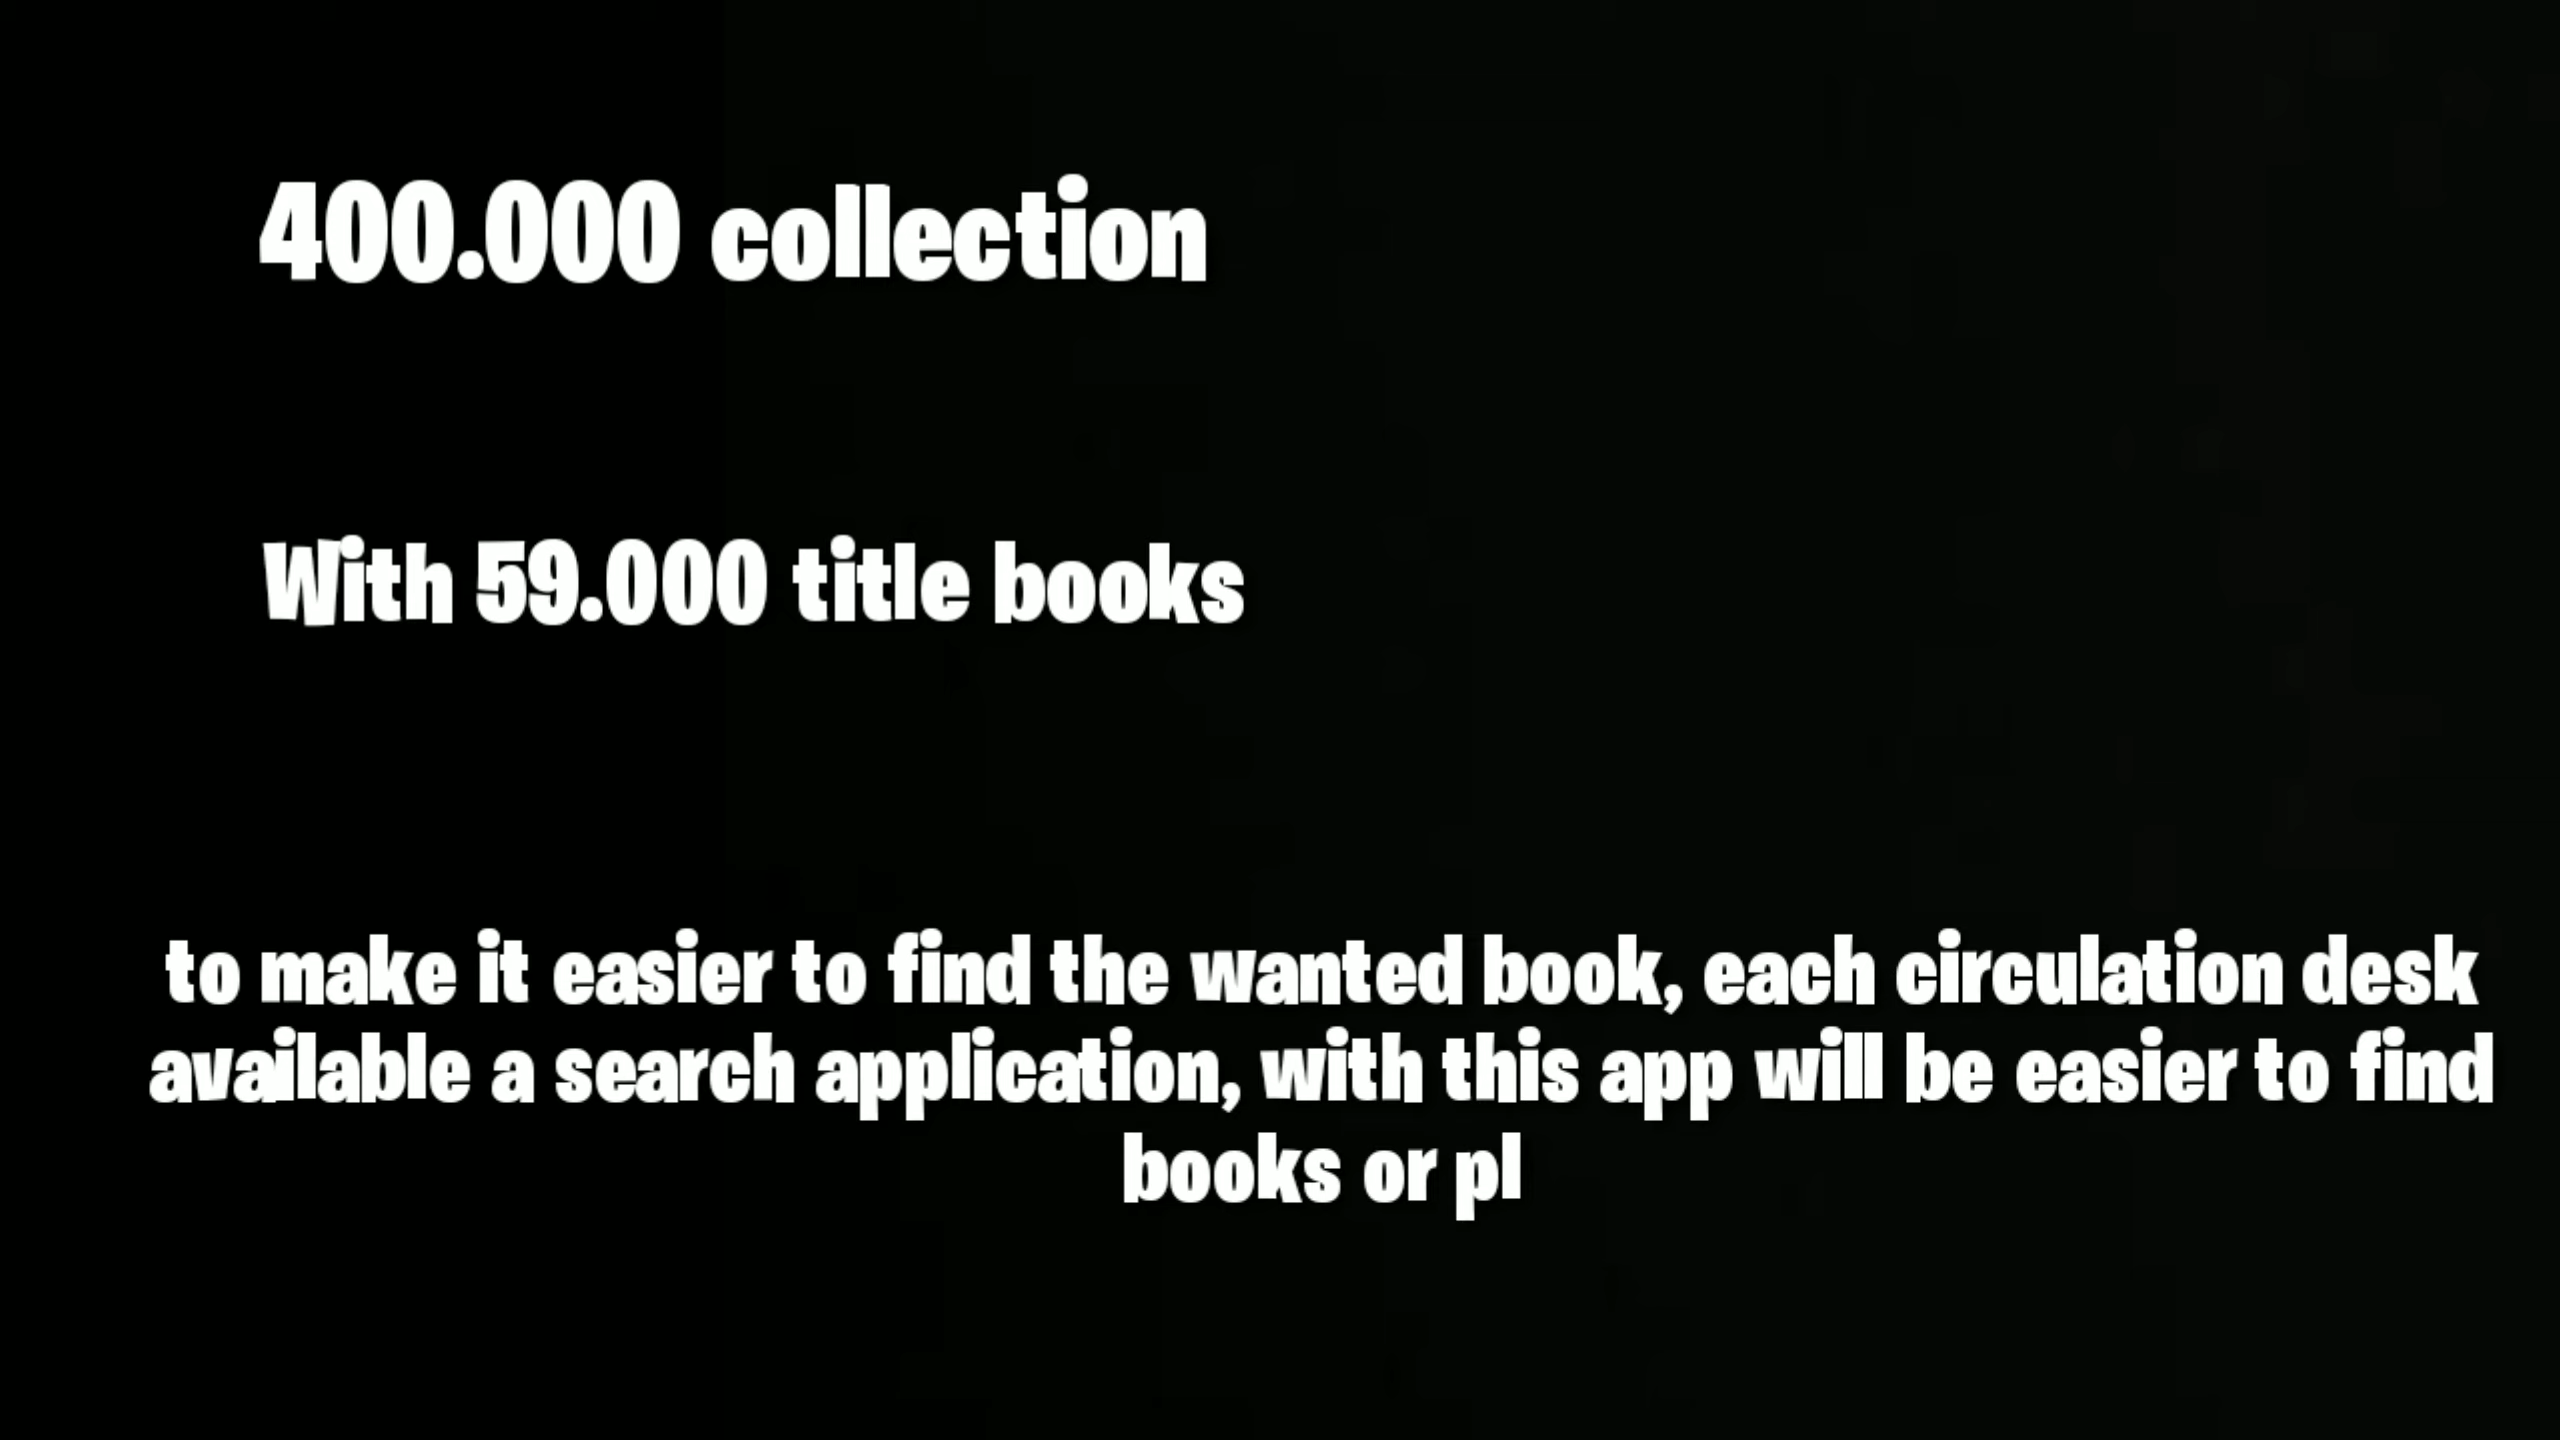 400.000 collection
With 59.000 title books
to make it easier to find the wanted book, each circulation desk
available a search application, with this app will be easier to find
books or pl